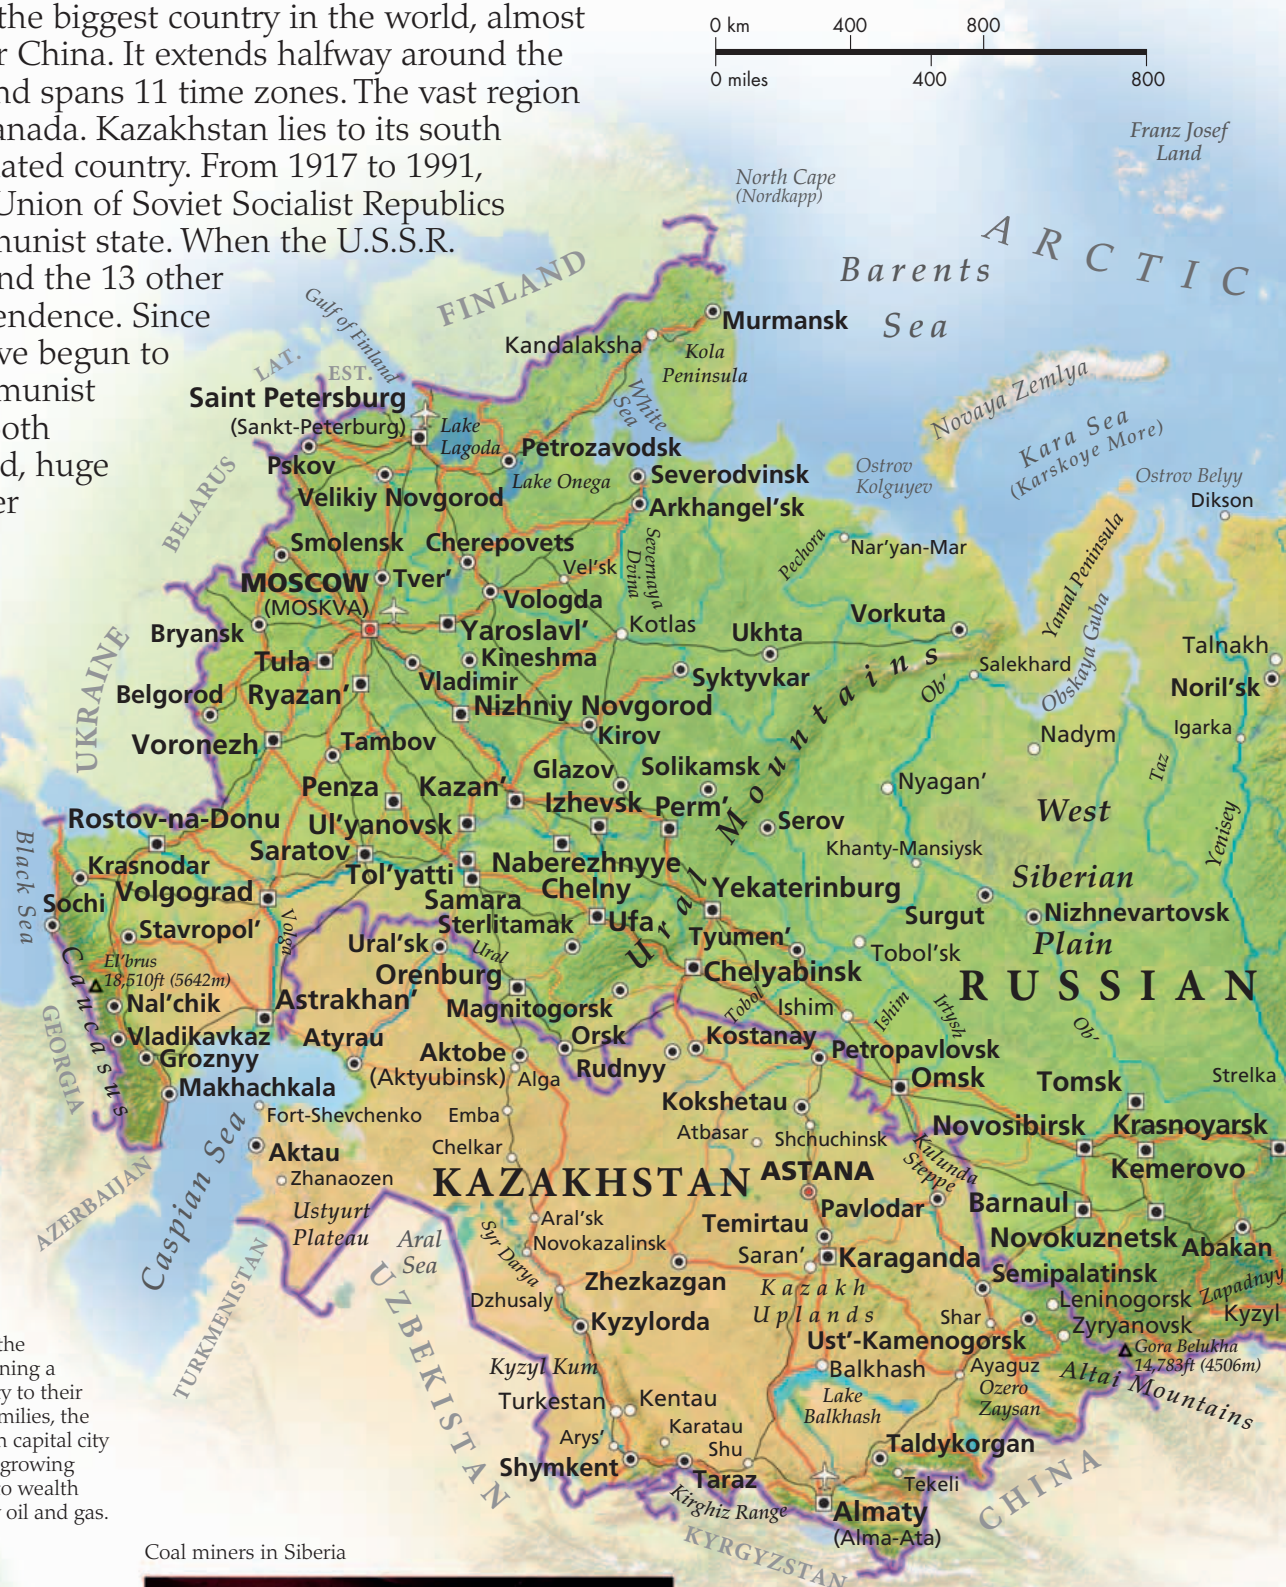 the biggest country in the world, almost
r China. It extends halfway around the
nd spans 11 time zones. The vast region
anada. Kazakhstan lies to its south
ated country. From 1917 to 1991,
Union of Soviet Socialist Republics
munist state. When the U.S.S.R.
nd the 13 other
endence. Since
ve begun to
munist
oth
d, huge
er
0 km 400 800
0 miles 400 800
Franz Josef
Land
North Cape
(Nordkapp)
ARCTIC
Barents
Sea
FINLAND
Gulf of Finland
Murmansk
Kandalaksha
Kola
Peninsula
LAT.
EST.
White
Sea
Novaya Zemlya
Kara Sea
(Karskoye More)
Saint Petersburg
(Sankt-Peterburg)
Lake
Lagoda
Petrozavodsk
Pskov
Lake Onega
Severodvinsk
Ostrov
Kolguyev
Ostrov Belyy
Dikson
BELARUS
Velikiy Novgorod
Arkhangel'sk
Smolensk
Cherepovets
Severnaya
Dvina
Pechora
Nar'yan-Mar
Yamal Peninsula
MOSCOW
(MOSKVA)
Tver'
Vel'sk
Vologda
Obskaya Guba
Vorkuta
Bryansk
Yaroslavl'
Kotlas
Ukhta
Talnakh
UKRAINE
Tula
Kineshma
Salekhard
Vladimir
Syktyvkar
Ob'
Noril'sk
Belgorod
Ryazan'
Nizhniy Novgorod
Igarka
Voronezh
Tambov
Kirov
Nadym
Taz
Penza
Kazan'
Glazov
Solikamsk
Nyagan'
Ural Mountains
West
Siberian
Plain
Yenisey
Rostov-na-Donu
Ul'yanovsk
Izhevsk
Perm'
Serov
Black Sea
Krasnodar
Saratov
Tol'yatti
Naberezhnyye
Chelny
Khanty-Mansiysk
Sochi
Volgograd
Samara
Yekaterinburg
Surgut
Nizhnevartovsk
Stavropol'
Volga
Sterlitamak
Ufa
Tyumen'
Tobol'sk
El'brus
18,510ft (5642m)
Ural'sk
Ural
Chelyabinsk
RUSSIAN
Caucasus
Nal'chik
Orenburg
Magnitogorsk
Tobol
Ishim
Ishim
Irtysh
Ob'
GEORGIA
Astrakhan'
Vladikavkaz
Atyrau
Orsk
Kostanay
Petropavlovsk
Groznyy
Aktobe
(Aktyubinsk)
Alga
Rudnyy
Omsk
Tomsk
Strelka
Makhachkala
Fort-Shevchenko
Emba
Kokshetau
Novosibirsk
Krasnoyarsk
Caspian Sea
Aktau
Chelkar
Atbasar
Shchuchinsk
Kulunda
Steppe
Kemerovo
Zhanaozen
KAZAKHSTAN
ASTANA
AZERBAIJAN
Ustyurt
Plateau
Aral'sk
Pavlodar
Barnaul
Temirtau
Novokuznetsk
Abakan
Aral
Sea
Syr Darya
Novokazalinsk
Saran'
Karaganda
TURKMENISTAN
UZBEKISTAN
Zhezkazgan
Kazakh
Uplands
Semipalatinsk
Zapadnyy
Dzhusaly
Leninogorsk
Kyzyl
Kyzylorda
Shar
Zyryanovsk
Ust'-Kamenogorsk
Gora Belukha
14,783ft (4506m)
Kyzyl Kum
Balkhash
Ayaguz
Altai Mountains
Turkestan
Kentau
Lake
Balkhash
Ozero
Zaysan
Karatau
Arys'
Shu
Taldykorgan
Shymkent
Taraz
Tekeli
CHINA
Kirghiz Range
Almaty
(Alma-Ata)
KYRGYZSTAN
the
ning a
cy to their
milies, the
n capital city
growing
to wealth
y oil and gas.
Coal miners in Siberia